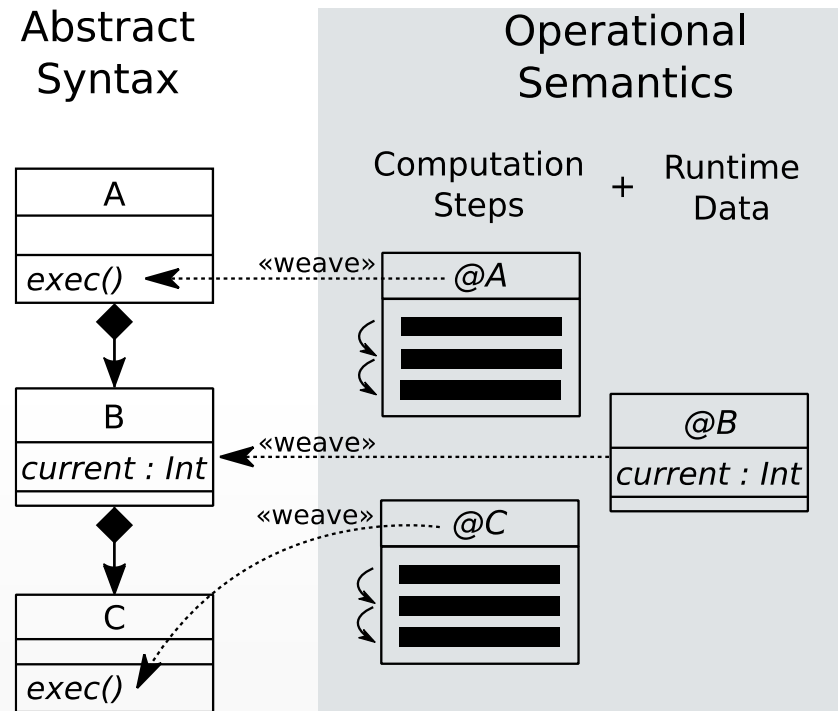 Abstract
Syntax
Operational
Semantics
Computation
Steps
+
Runtime
Data
A
exec()
«weave»
@A
B
current : Int
«weave»
@B
current : Int
«weave»
@C
C
exec()